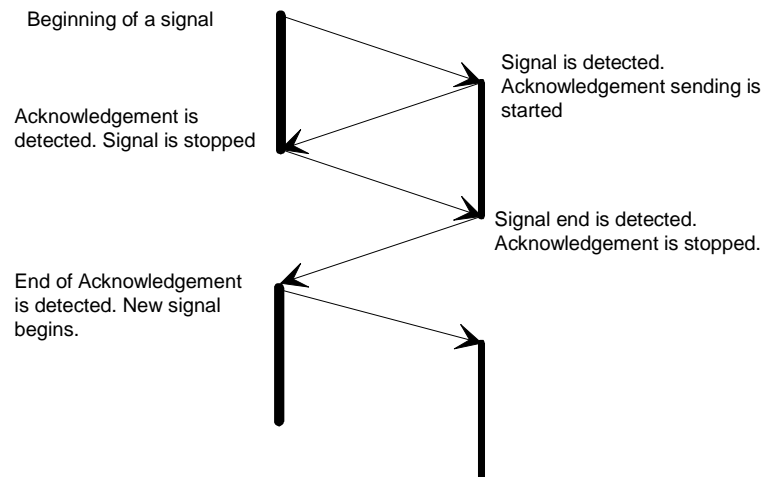 Beginning of a signal
Signal is detected.
Acknowledgement sending is
started
Acknowledgement is
detected. Signal is stopped
Signal end is detected.
Acknowledgement is stopped.
End of Acknowledgement
is detected. New signal
begins.